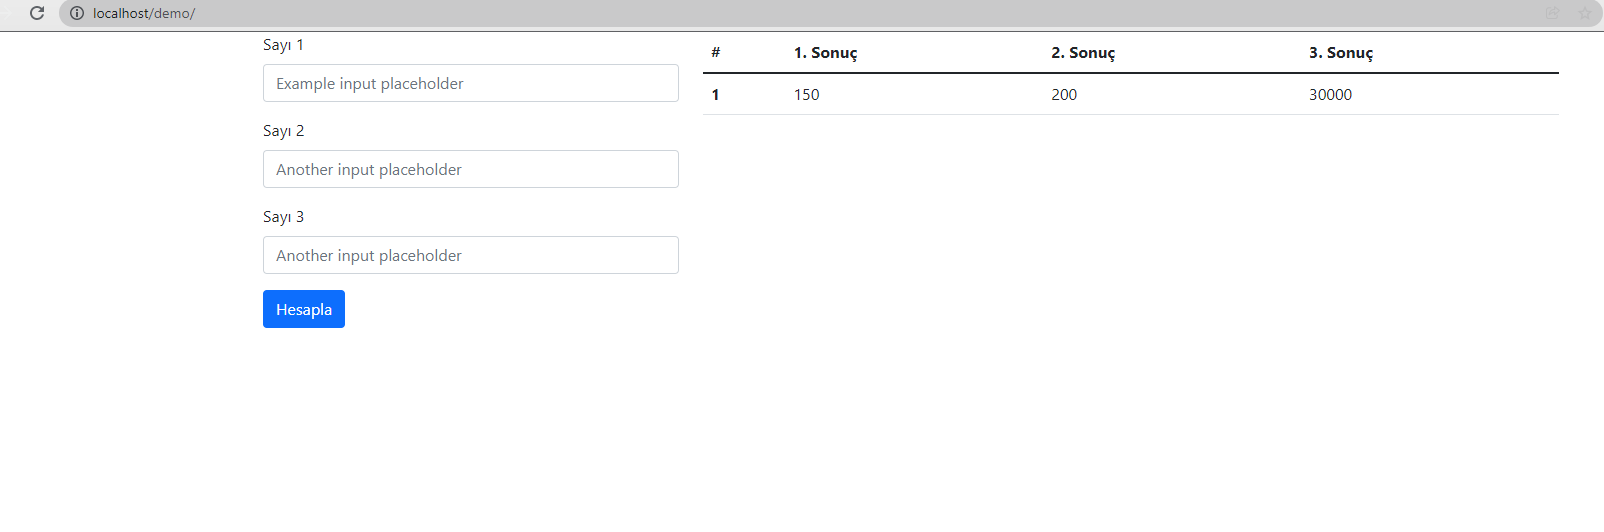 localhost/demo/
Sayı 1
Example input placeholder
Sayı 2
Another input placeholder
Sayı 3
Another input placeholder
Hesapla
# 1. Sonuç 2. Sonuç 3. Sonuç
1 150 200 30000